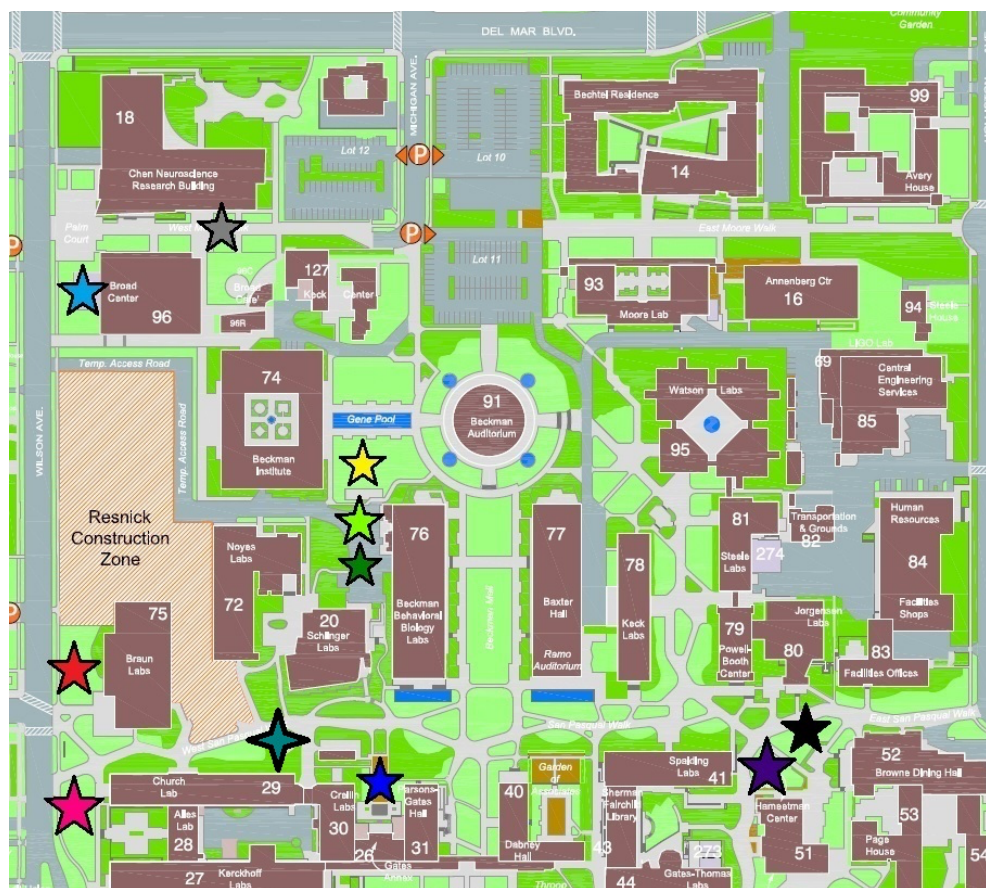 DEL MAR BLVD.
Community
Garden
MICHIGAN AVE.
18
Chen Neuroscience
Research Building
Lot 12
P
Lot 10
Bechtel Residence
14
99
Avery
House
Palm
Court
P
P
Lot 11
East Moore Walk
Broad
Center
96
127
Keck
Center
96R
93
Moore Lab
Annenberg Ctr
16
94
Steele
House
LIGO Lab
Temp. Access Road
74
Beckman
Institute
Gene Pool
91
Beckman
Auditorium
Watson Labs
95
69
Central
Engineering
Services
85
WILSON AVE.
Temp. Access Road
Resnick
Construction
Zone
Noyes
Labs
72
76
Beckman
Behavioral
Biology
Labs
Beckman Mall
77
Baxter
Hall
Ramo
Auditorium
78
Keck
Labs
81
Steele
Labs
274
Transportation
& Grounds
82
Human
Resources
84
Facilities
Shops
P
75
Braun
Labs
20
Schlinger
Labs
79
Powell-
Booth
Center
Jorgensen
Labs
80
83
Facilities Offices
West San Pasqual
San Pasqual Walk
East San Pasqual Walk
Church
Lab
29
Crellin
Labs
30
Parsons-
Gates
Hall
31
40
Dabney
Hall
Garden
of
Spalding
Labs
41
Sherman
Fairchild
Library
43
Hameetman
Center
51
52
Browne Dining Hall
53
Page
House
54
Alles
Lab
28
26
Gates
Annex
27
Kerckhoff
Labs
Throop
44
273
Gates-Thomas
Labs